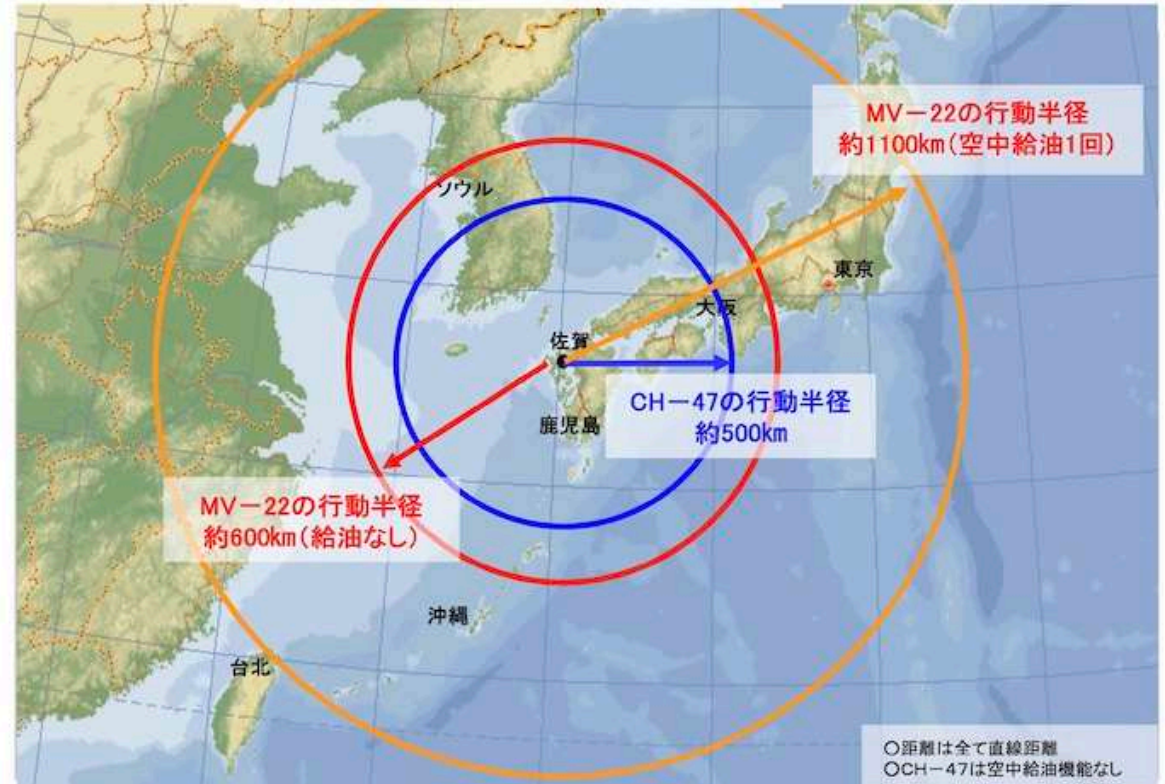 MV－22の行動半径
約1100km(空中給油1回)
ソウル
東京
大阪
佐賀
CH－47の行動半径
約500km
鹿児島
MV－22の行動半径
約600km(給油なし)
沖縄
台北
○距離は全て直線距離
○CH－47は空中給油機能なし